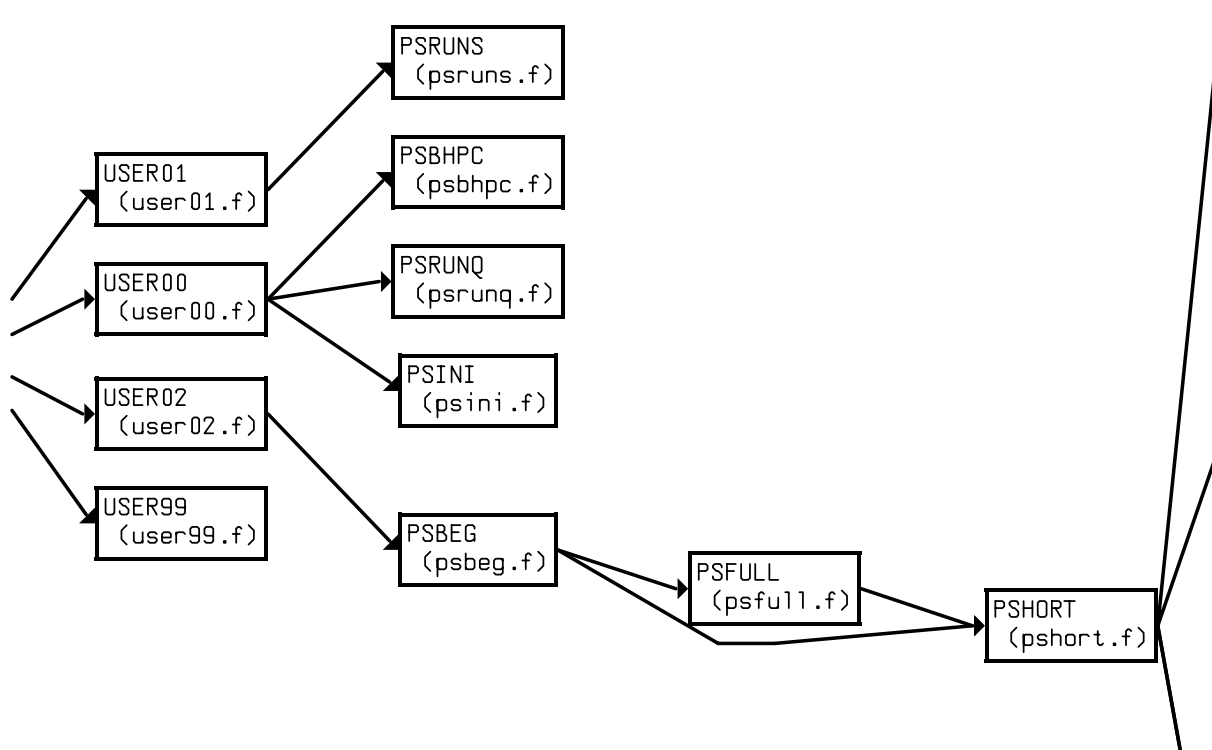 PSRUNS
(psruns.f)
USER01
(user01.f)
PSBHPC
(psbhpc.f)
USER00
(user00.f)
PSRUNQ
(psrunq.f)
PSINI
(psini.f)
USER02
(user02.f)
USER99
(user99.f)
PSBEG
(psbeg.f)
PSFULL
(psfull.f)
PSHORT
(pshort.f)